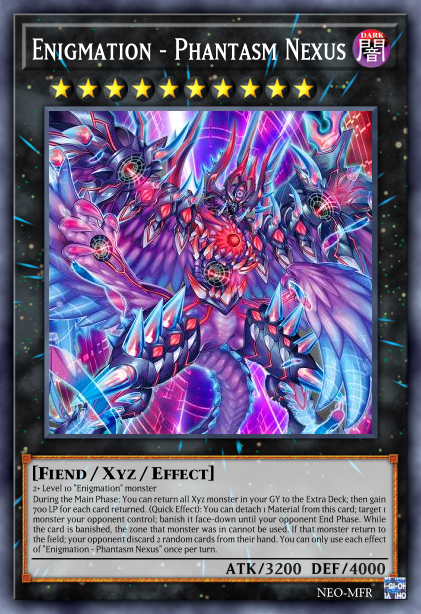 Enigmation - Phantasm Nexus
DARK
闇
[Fiend / Xyz / Effect]
2+ Level 10 "Enigmation" monster
During the Main Phase: You can return all Xyz monster in your GY to the Extra Deck; then gain
700 LP for each card returned. (Quick Effect): You can detach 1 Material from this card; target 1
monster your opponent control; banish it face-down until your opponent End Phase. While
the card is banished, the zone that monster was in cannot be used. If that monster return to
the field; your opponent discard 2 random cards from their hand. You can only use each effect
of "Enigmation - Phantasm Nexus" once per turn.
ATK/3200 DEF/4000
NEO-MFR